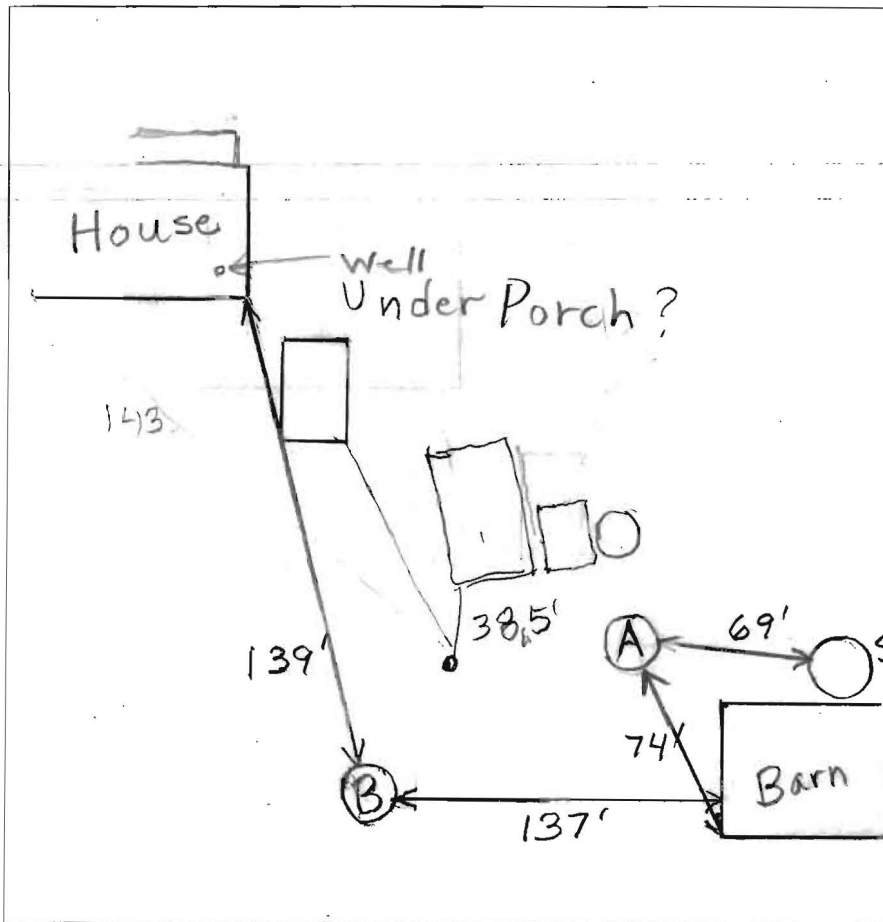 House
Well
Under Porch?
143
38.5'
139'
A
69'
S
74'
Barn
B
137'